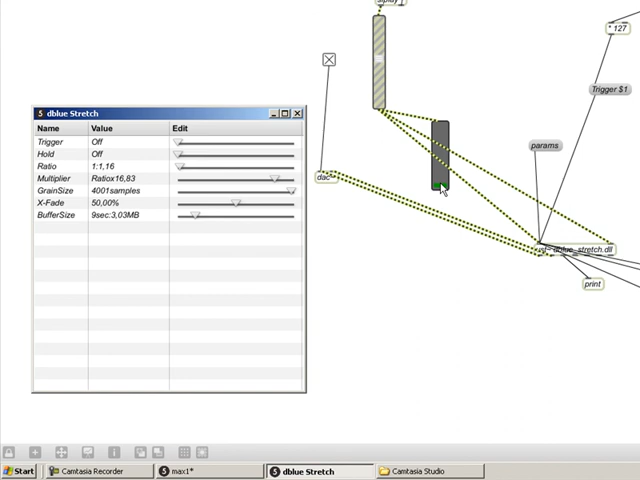 * 127
dblue Stretch
Name Value Edit
Trigger Off
Hold Off
Ratio 1:1,16
Multiplier Ratiox16,83
GrainSize 4001samples
X-Fade 50,00%
BufferSize 9sec:3,03MB
Trigger $1
params
dac~
dblue_stretch.dll
print
Start
Camtasia Recorder
max1*
dblue Stretch
Camtasia Studio